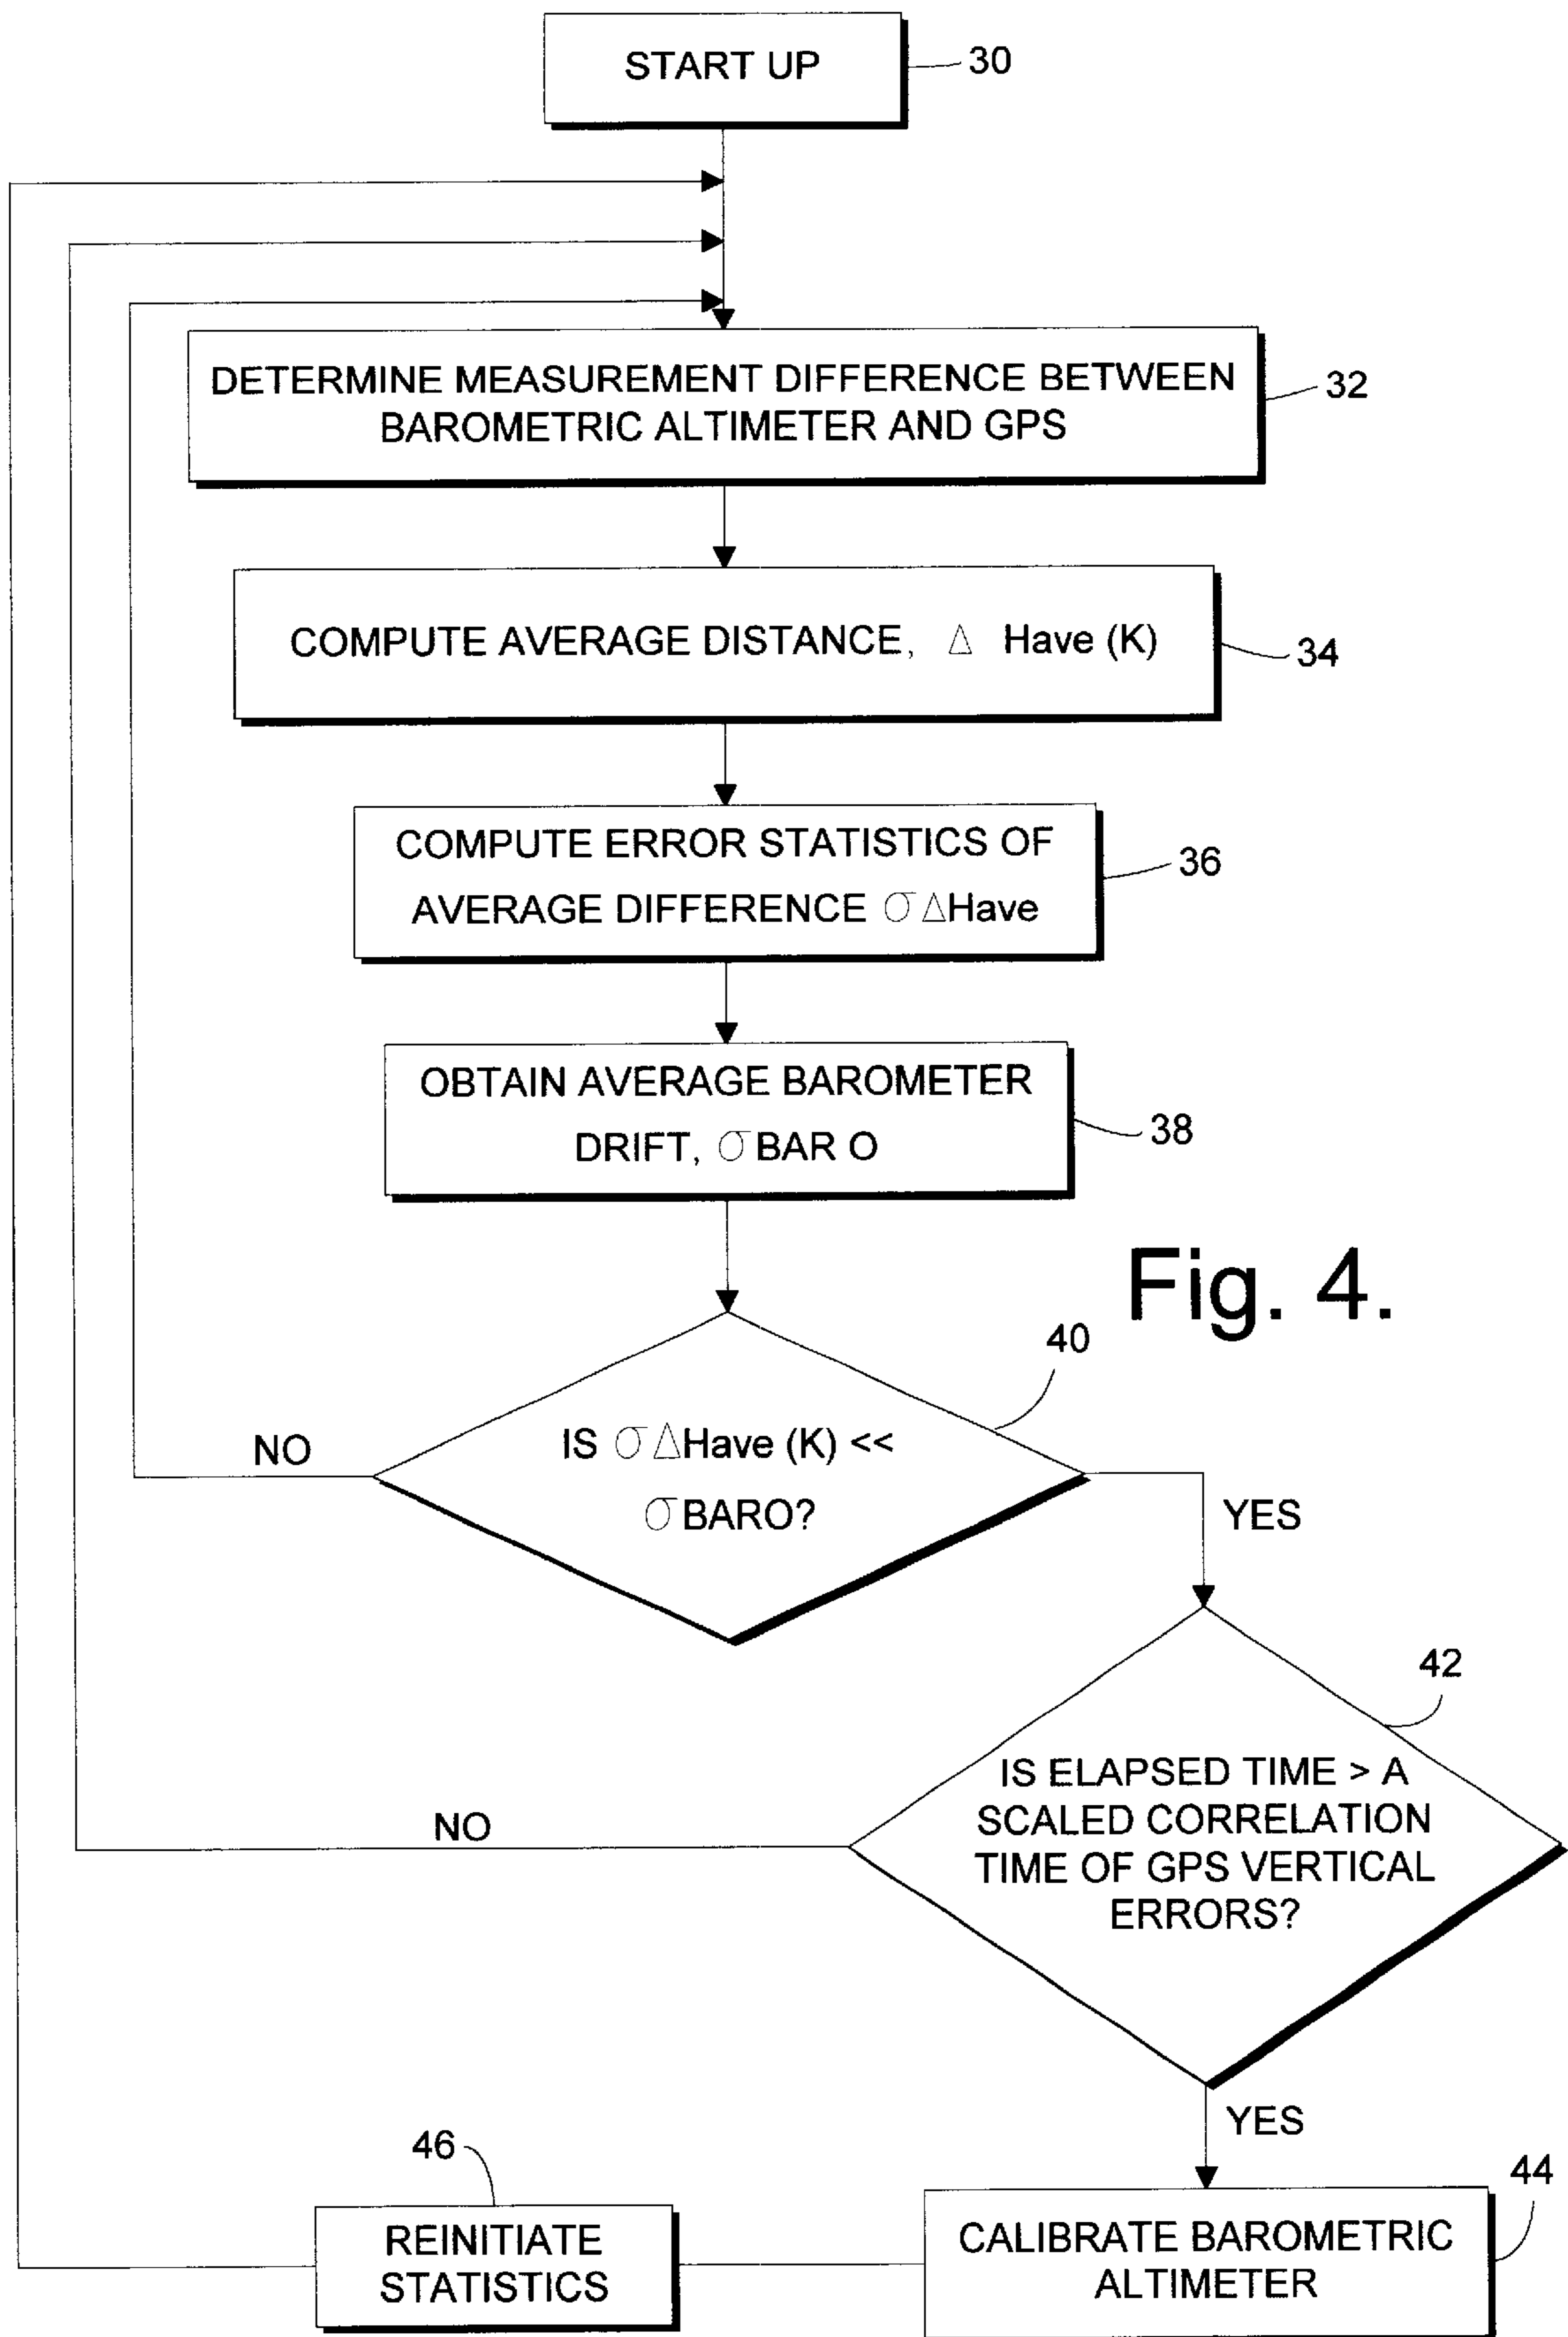 START UP
30
DETERMINE MEASUREMENT DIFFERENCE BETWEEN
BAROMETRIC ALTIMETER AND GPS
32
COMPUTE AVERAGE DISTANCE, Δ Have (K)
34
COMPUTE ERROR STATISTICS OF
AVERAGE DIFFERENCE σ ΔHave
36
OBTAIN AVERAGE BAROMETER
DRIFT, σ BAR O
38
Fig. 4.
40
IS σ ΔHave (K) <<
σ BARO?
NO
YES
42
IS ELAPSED TIME > A
SCALED CORRELATION
TIME OF GPS VERTICAL
ERRORS?
NO
YES
44
CALIBRATE BAROMETRIC
ALTIMETER
46
REINITIATE
STATISTICS